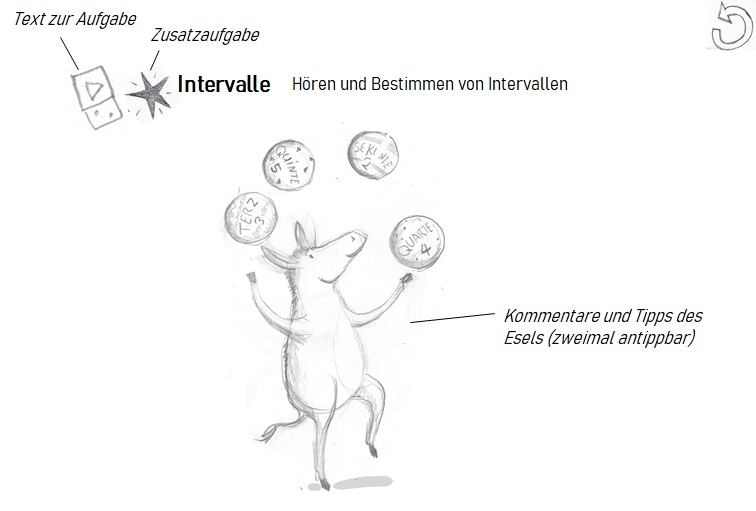 Text zur Aufgabe
Zusatzaufgabe
Intervalle Hören und Bestimmen von Intervallen
QUINTE
5
SEKUNDE
2
TERZ
3
QUARTE
4
Kommentare und Tipps des
Esels (zweimal antippbar)